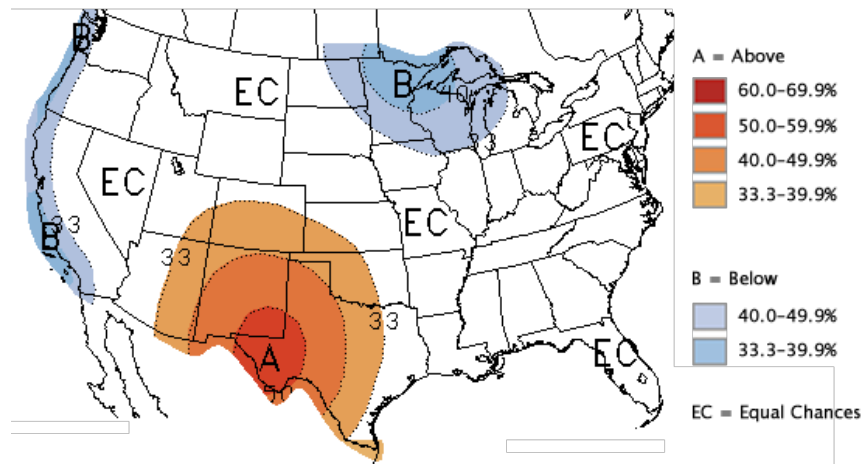 B
EC
B
40
EC
EC
33
B
EC
33
33
A
50
EC
A = Above
60.0-69.9%
50.0-59.9%
40.0-49.9%
33.3-39.9%
B = Below
40.0-49.9%
33.3-39.9%
EC = Equal Chances